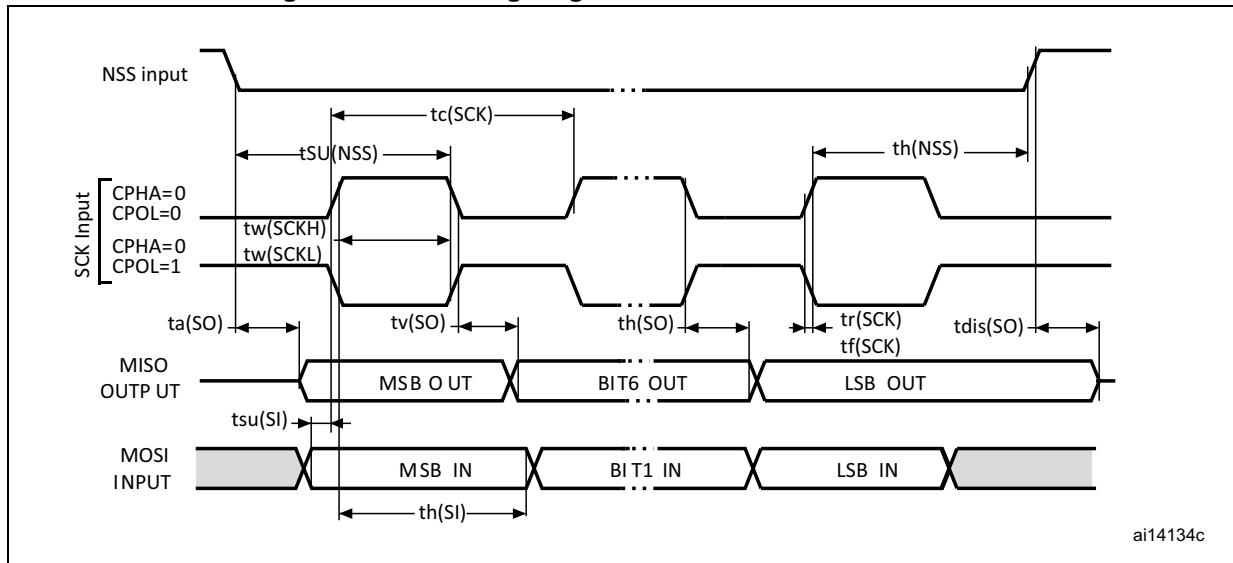 NSS input
tc(SCK)
tSU(NSS)
th(NSS)
SCK Input
CPHA=0
CPOL=0
tw(SCKH)
CPHA=0
tw(SCKL)
CPOL=1
ta(SO)
tv(SO)
th(SO)
tr(SCK)
tf(SCK)
tdis(SO)
MISO
OUTP UT
MSB O UT
BIT6 OUT
LSB OUT
tsu(SI)
MOSI
INPUT
MSB IN
BIT1 IN
LSB IN
th(SI)
ai14134c